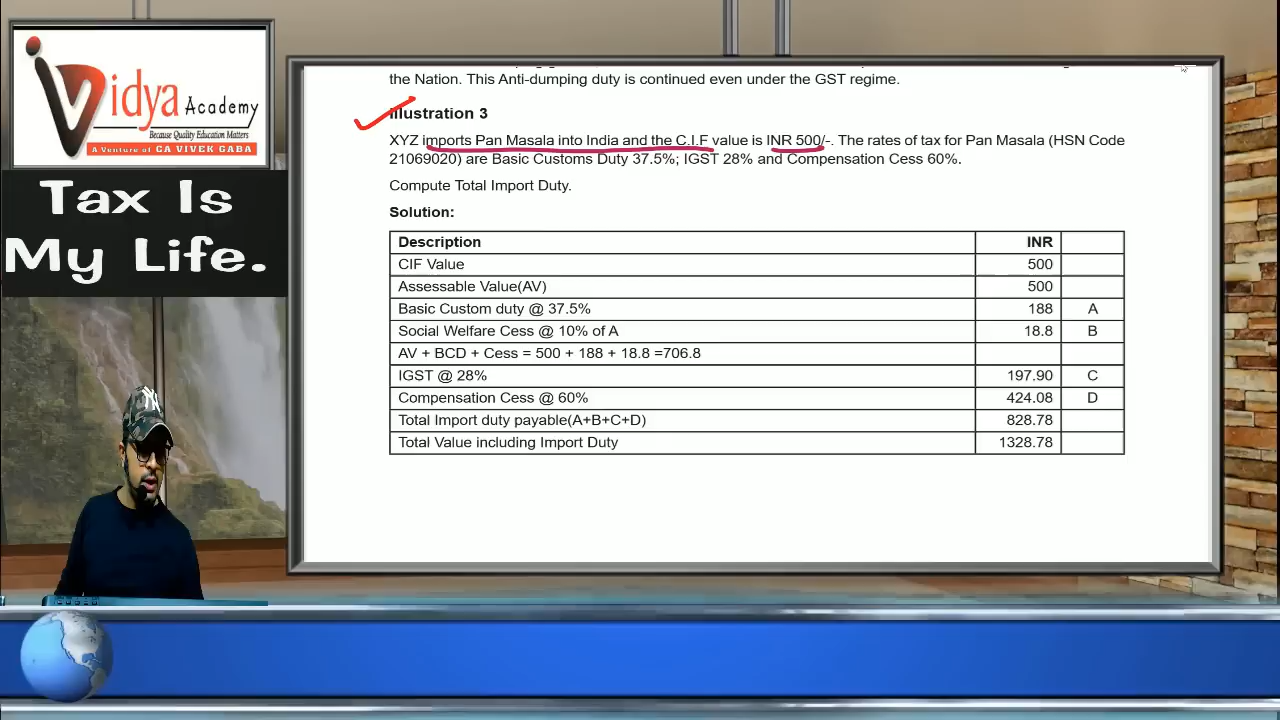 Vidya Academy
Because Quality Education Matters
A Venture of CA VIVEK GABA
Tax Is
My Life.
the Nation. This Anti-dumping duty is continued even under the GST regime.
Illustration 3
XYZ imports Pan Masala into India and the C.I.F value is INR 500/-. The rates of tax for Pan Masala (HSN Code
21069020) are Basic Customs Duty 37.5%; IGST 28% and Compensation Cess 60%.
Compute Total Import Duty.
Solution:
Description INR
CIF Value 500
Assessable Value(AV) 500
Basic Custom duty @ 37.5% 188 A
Social Welfare Cess @ 10% of A 18.8 B
AV + BCD + Cess = 500 + 188 + 18.8 =706.8
IGST @ 28% 197.90 C
Compensation Cess @ 60% 424.08 D
Total Import duty payable(A+B+C+D) 828.78
Total Value including Import Duty 1328.78